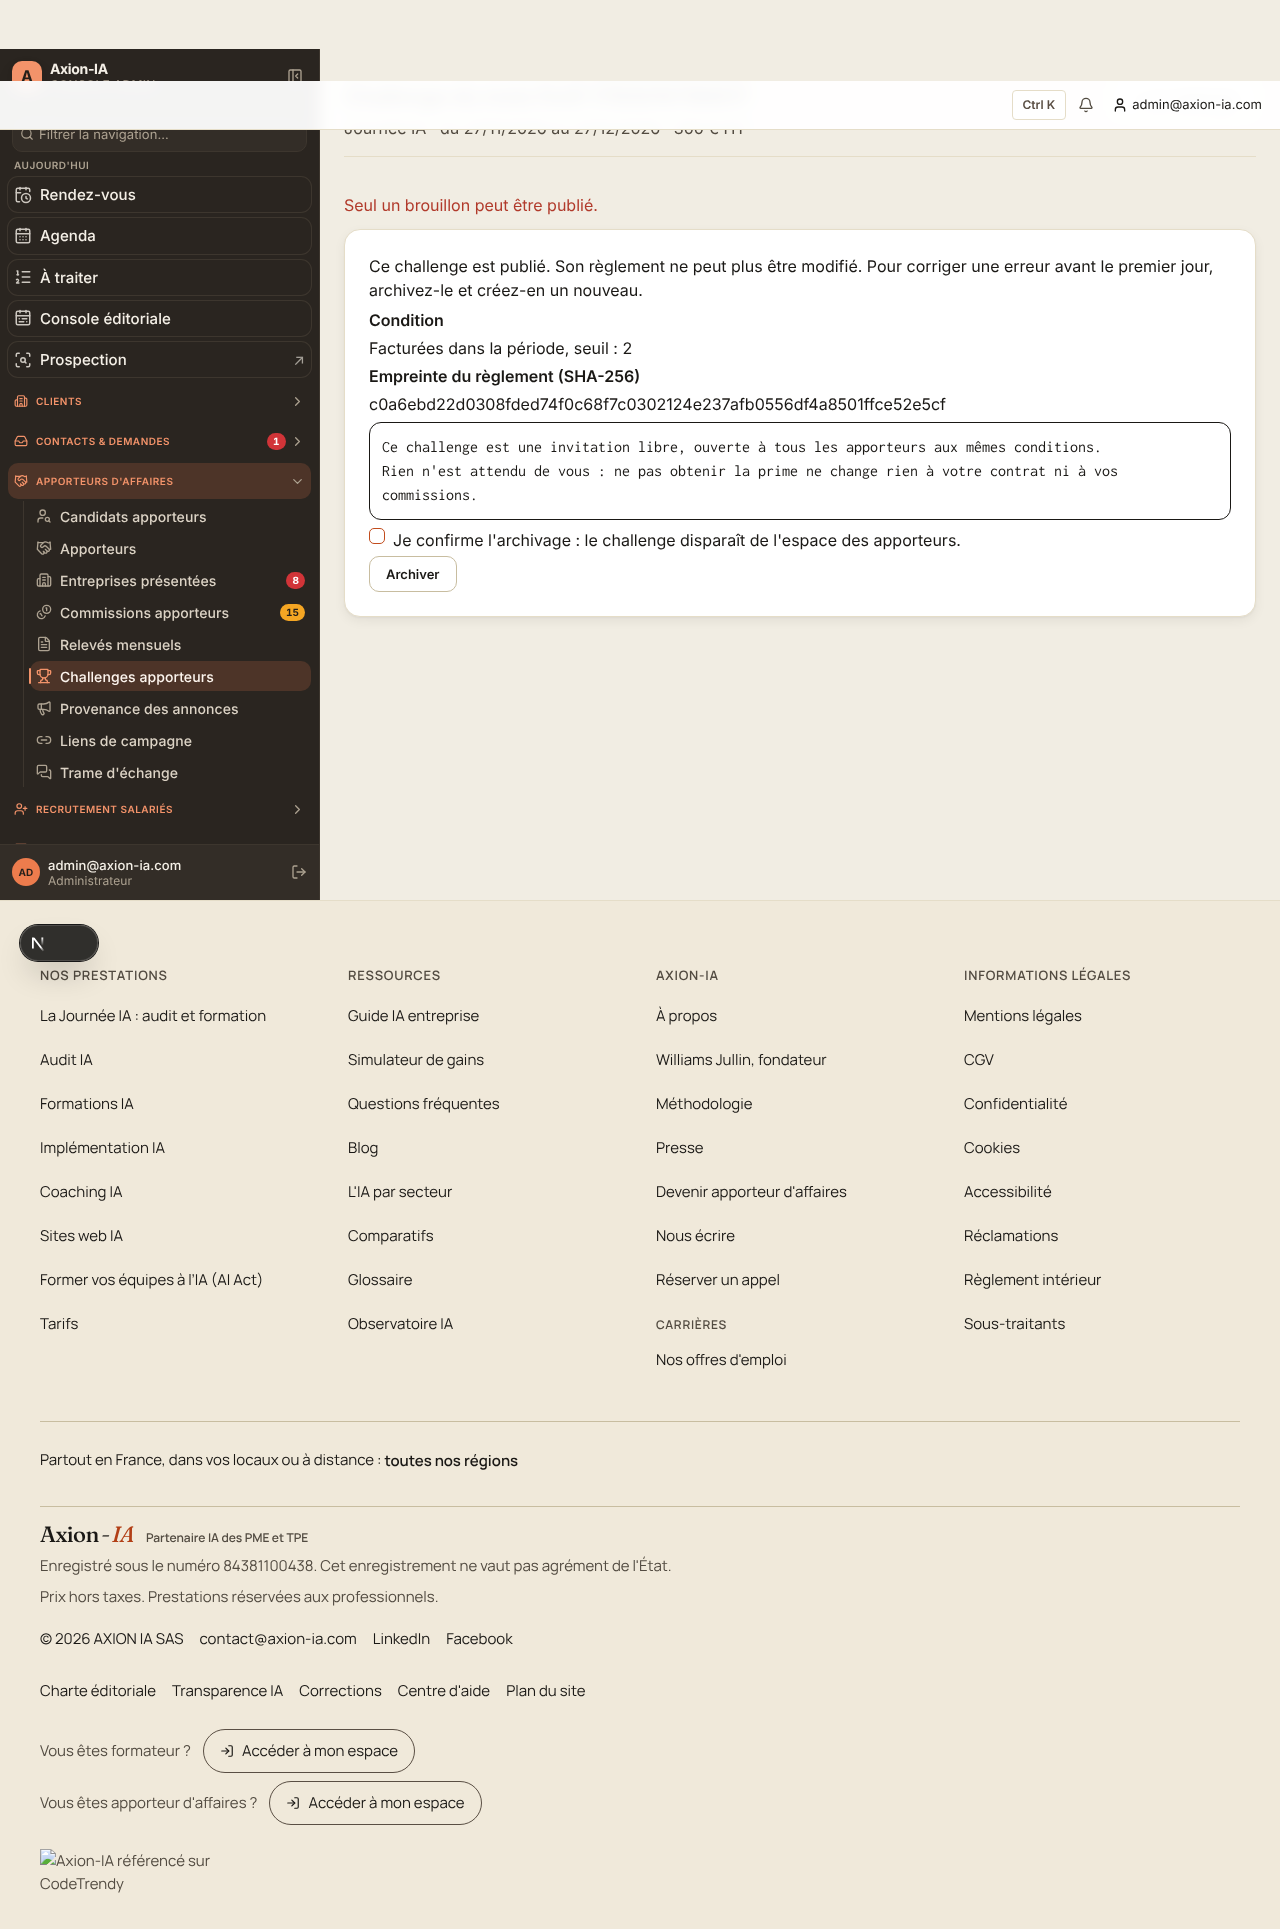 Axion-IA
Ctrl K
admin@axion-ia.com
Filtrer la navigation...
Journée IA
AUJOURD'HUI
Rendez-vous
Agenda
À traiter
Console éditoriale
Prospection
CLIENTS
CONTACTS & DEMANDES
1
APPORTEURS D'AFFAIRES
Candidats apporteurs
Apporteurs
Entreprises présentées
8
Commissions apporteurs
15
Relevés mensuels
Challenges apporteurs
Provenance des annonces
Liens de campagne
Trame d'échange
RECRUTEMENT SALARIÉS
AD
admin@axion-ia.com
Administrateur
Seul un brouillon peut être publié.
Ce challenge est publié. Son règlement ne peut plus être modifié. Pour corriger une erreur avant le premier jour,
archivez-le et créez-en un nouveau.
Condition
Facturées dans la période, seuil : 2
Empreinte du règlement (SHA-256)
c0a6ebd22d0308fded74f0c68f7c0302124e237afb0556df4a8501ffce52e5cf
Ce challenge est une invitation libre, ouverte à tous les apporteurs aux mêmes conditions.
Rien n'est attendu de vous : ne pas obtenir la prime ne change rien à votre contrat ni à vos
commissions.
Je confirme l'archivage : le challenge disparaît de l'espace des apporteurs.
Archiver
NOS PRESTATIONS
La Journée IA : audit et formation
Audit IA
Formations IA
Implémentation IA
Coaching IA
Sites web IA
Former vos équipes à l'IA (AI Act)
Tarifs
RESSOURCES
Guide IA entreprise
Simulateur de gains
Questions fréquentes
Blog
L'IA par secteur
Comparatifs
Glossaire
Observatoire IA
AXION-IA
À propos
Williams Jullin, fondateur
Méthodologie
Presse
Devenir apporteur d'affaires
Nous écrire
Réserver un appel
CARRIÈRES
Nos offres d'emploi
INFORMATIONS LÉGALES
Mentions légales
CGV
Confidentialité
Cookies
Accessibilité
Réclamations
Règlement intérieur
Sous-traitants
Partout en France, dans vos locaux ou à distance : toutes nos régions
Axion-IA Partenaire IA des PME et TPE
Enregistré sous le numéro 84381100438. Cet enregistrement ne vaut pas agrément de l'État.
Prix hors taxes. Prestations réservées aux professionnels.
© 2026 AXION IA SAS contact@axion-ia.com LinkedIn Facebook
Charte éditoriale Transparence IA Corrections Centre d'aide Plan du site
Vous êtes formateur ? Accéder à mon espace
Vous êtes apporteur d'affaires ? Accéder à mon espace
Axion-IA référencé sur
CodeTrendy